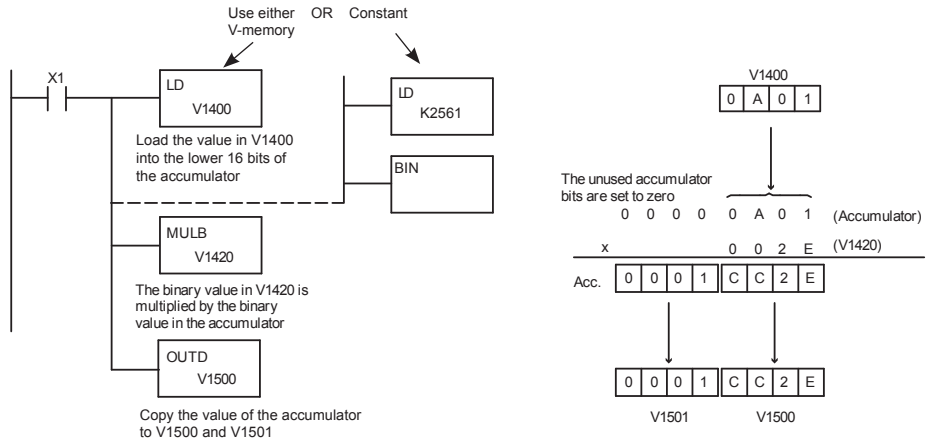 Use either OR Constant
V-memory
X1
LD
V1400
Load the value in V1400
into the lower 16 bits of
the accumulator
LD
K2561
BIN
MULB
V1420
The binary value in V1420 is
multiplied by the binary
value in the accumulator
OUTD
V1500
Copy the value of the accumulator
to V1500 and V1501
V1400
0 A 0 1
The unused accumulator
bits are set to zero
0 0 0 0 0 A 0 1 (Accumulator)
x 0 0 2 E (V1420)
Acc. 0 0 0 1 C C 2 E
0 0 0 1 C C 2 E
V1501 V1500